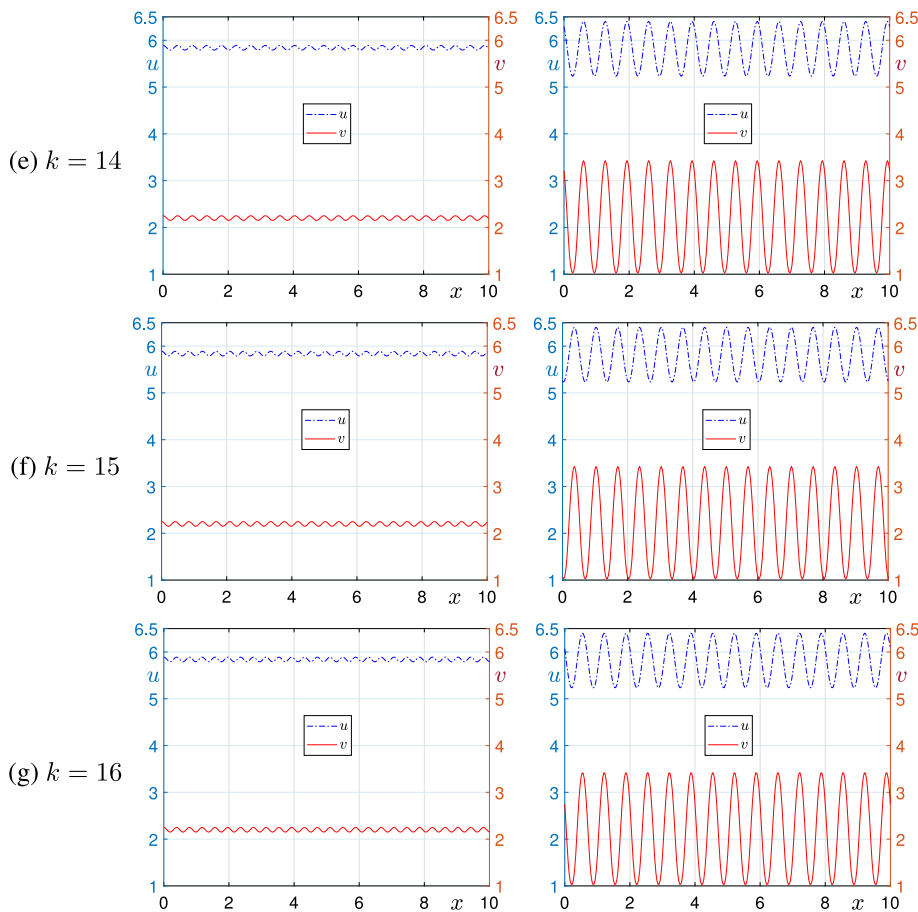 6.5 6.5 6.5 6.5
6 6 6 6
u v u v
5 5 5 5
4 4 4 4
u u
v v
(e) k = 14
3 3 3 3
2 2 2 2
1 1 1 1
0 2 4 6 8 x 10 0 2 4 6 8 x 10
6.5 6.5 6.5 6.5
6 6 6 6
u v u v
5 5 5 5
4 4 4 4
u u
v v
(f) k = 15
3 3 3 3
2 2 2 2
1 1 1 1
0 2 4 6 8 x 10 0 2 4 6 8 x 10
6.5 6.5 6.5 6.5
6 6 6 6
u v u v
5 5 5 5
4 4 4 4
u u
v v
(g) k = 16
3 3 3 3
2 2 2 2
1 1 1 1
0 2 4 6 8 x 10 0 2 4 6 8 x 10